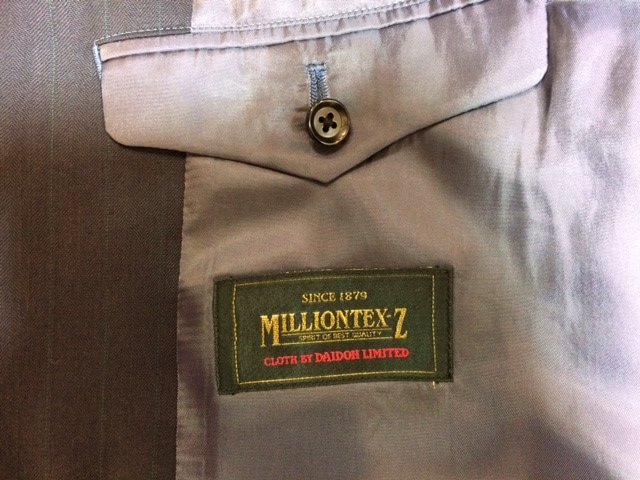 SINCE 1879
MILLIONTEX-Z
SPIRIT OF BEST QUALITY
CLOTH BY DAIDOH LIMITED